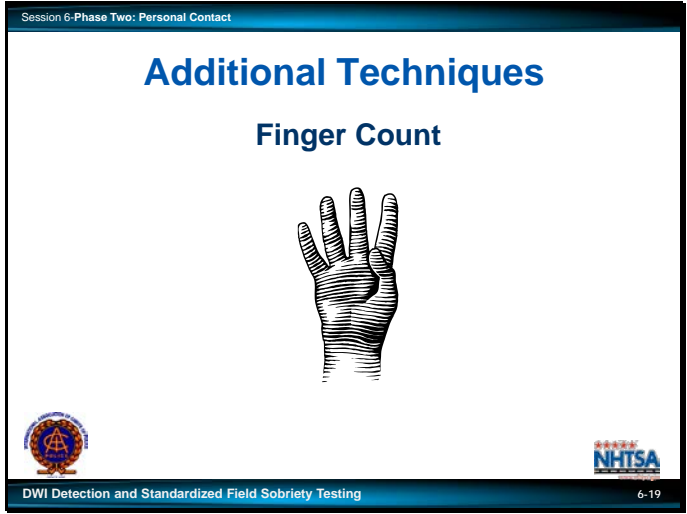 Session 6-Phase Two: Personal Contact
Additional Techniques
Finger Count
NHTSA
DWI Detection and Standardized Field Sobriety Testing
6-19